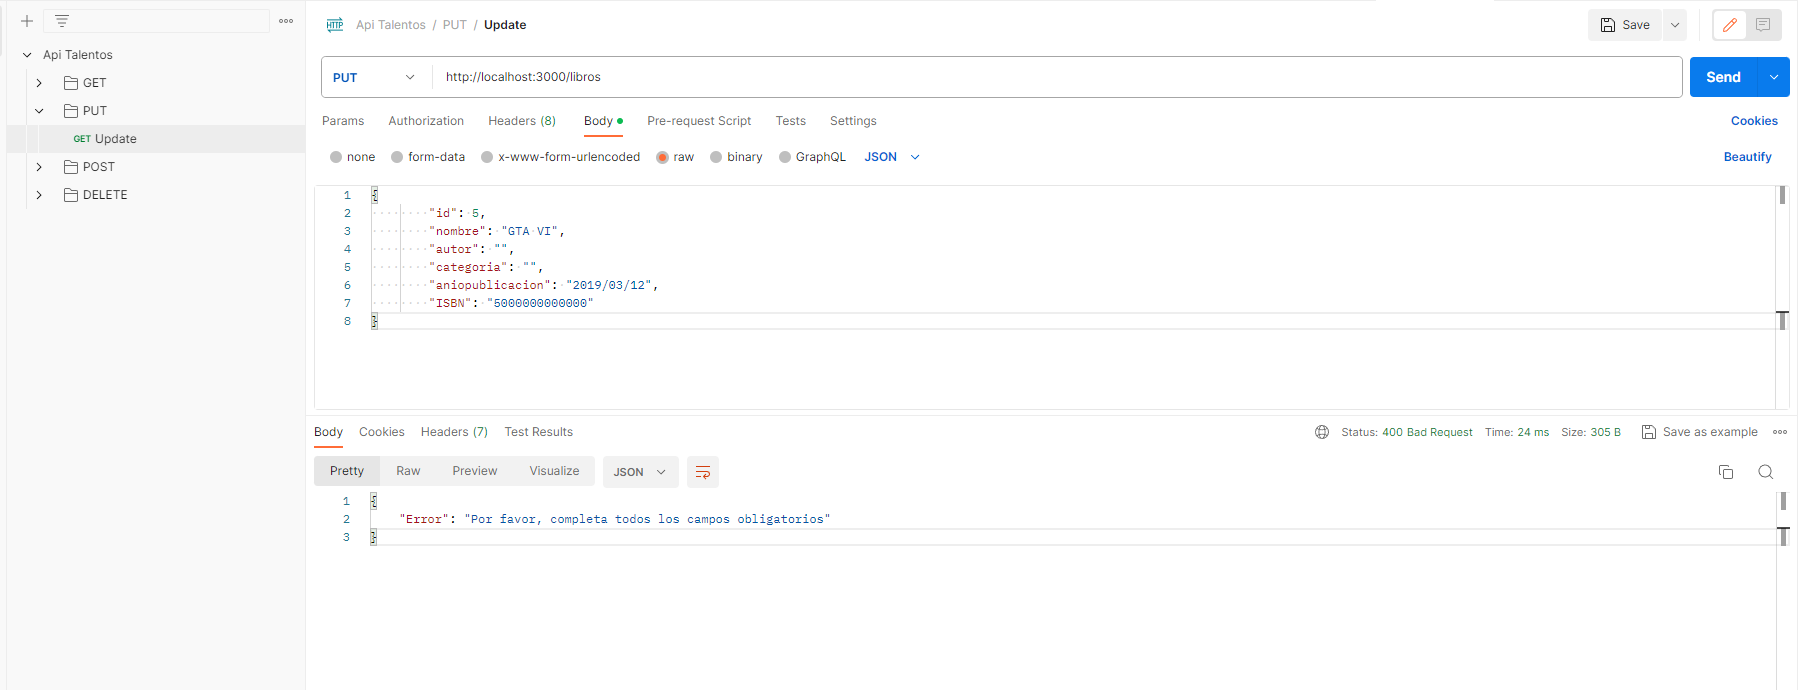 Api Talentos / PUT / Update
Save
Api Talentos
GET
PUT
GET Update
POST
DELETE
PUT
http://localhost:3000/libros
Send
Params Authorization Headers (8) Body Pre-request Script Tests Settings Cookies
none form-data x-www-form-urlencoded raw binary GraphQL JSON Beautify
1 {
2 "id": 5,
3 "nombre": "GTA VI",
4 "autor": "",
5 "categoria": "",
6 "aniopublicacion": "2019/03/12",
7 "ISBN": "5000000000000"
8 }
Body Cookies Headers (7) Test Results Status: 400 Bad Request Time: 24 ms Size: 305 B Save as example
Pretty Raw Preview Visualize JSON
1 {
2 "Error": "Por favor, completa todos los campos obligatorios"
3 }